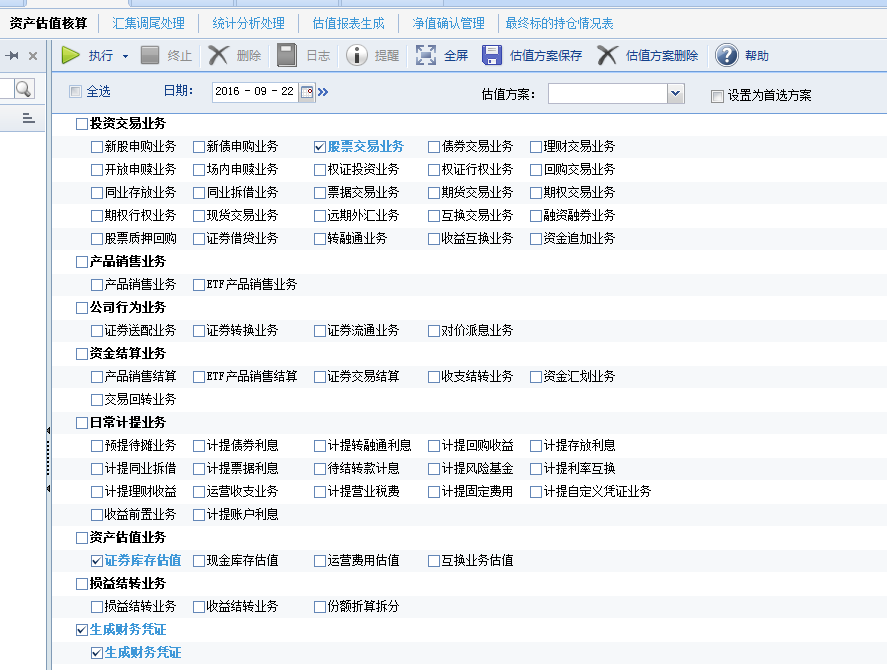 资产估值核算 汇集调尾处理 统计分析处理 估值报表生成 净值确认管理 最终标的持仓情况表
执行 终止 删除 日志 提醒 全屏 估值方案保存 估值方案删除 帮助
全选 日期: 2016 - 09 - 22 估值方案: 设置为首选方案
投资交易业务
新股申购业务 新债申购业务 股票交易业务 债券交易业务 理财交易业务
开放申赎业务 场内申赎业务 权证投资业务 权证行权业务 回购交易业务
同业存放业务 同业拆借业务 票据交易业务 期货交易业务 期权交易业务
期权行权业务 现货交易业务 远期外汇业务 互换交易业务 融资融券业务
股票质押回购 证券借贷业务 转融通业务 收益互换业务 资金追加业务
产品销售业务
产品销售业务 ETF产品销售业务
公司行为业务
证券送配业务 证券转换业务 证券流通业务 对价派息业务
资金结算业务
产品销售结算 ETF产品销售结算 证券交易结算 收支结转业务 资金汇划业务
交易回转业务
日常计提业务
预提待摊业务 计提债券利息 计提转融通利息 计提回购收益 计提存放利息
计提同业拆借 计提票据利息 待结转款计息 计提风险基金 计提利率互换
计提理财收益 运营收支业务 计提营业税费 计提固定费用 计提自定义凭证业务
收益前置业务 计提账户利息
资产估值业务
证券库存估值 现金库存估值 运营费用估值 互换业务估值
损益结转业务
损益结转业务 收益结转业务 份额折算拆分
生成财务凭证
生成财务凭证